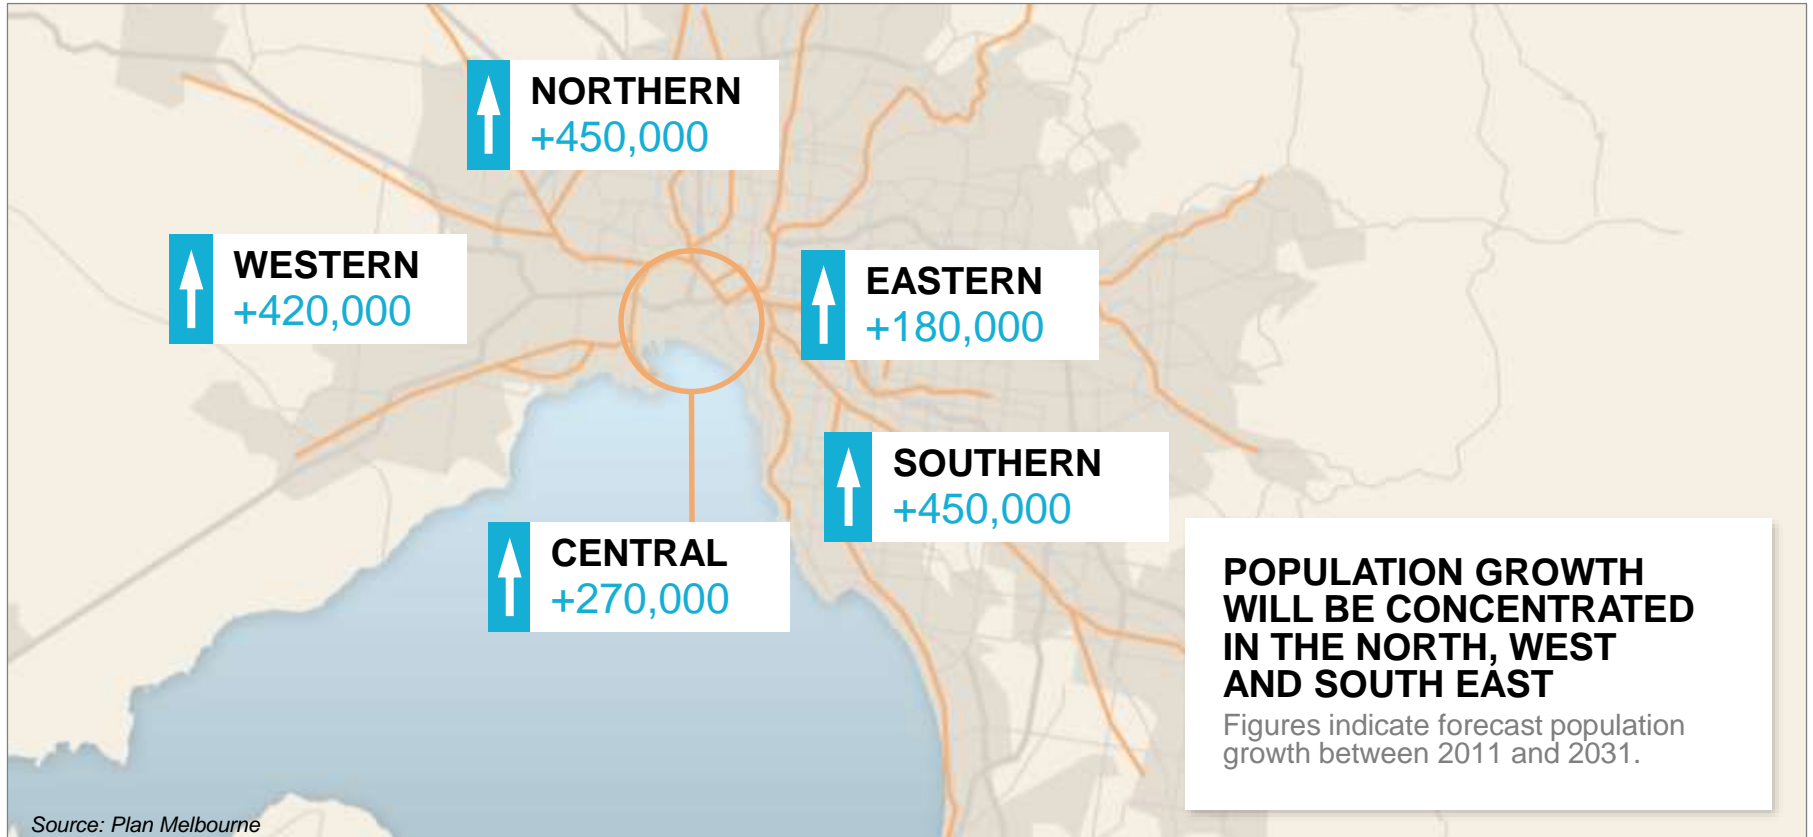 NORTHERN
+450,000
WESTERN
+420,000
EASTERN
+180,000
SOUTHERN
+450,000
CENTRAL
+270,000
POPULATION GROWTH
WILL BE CONCENTRATED
IN THE NORTH, WEST
AND SOUTH EAST
Figures indicate forecast population
growth between 2011 and 2031.
Source: Plan Melbourne